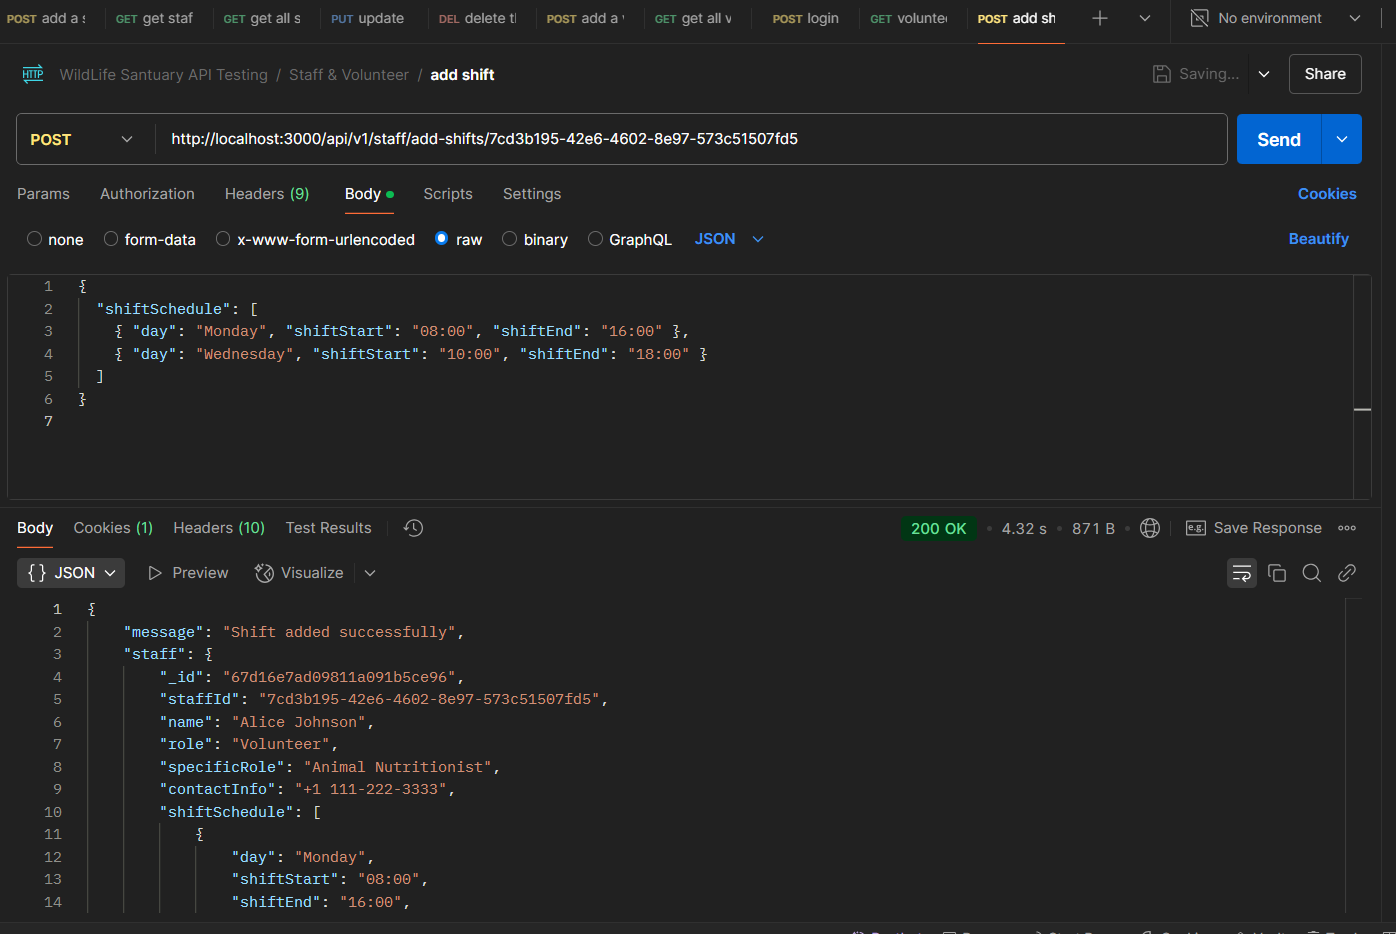 POST add a s GET get staf GET get all s PUT update DEL delete tl POST add a GET get all v POST login GET volunte POST add sh No environment
HTTP WildLife Santuary API Testing / Staff & Volunteer / add shift Saving... Share
POST http://localhost:3000/api/v1/staff/add-shifts/7cd3b195-42e6-4602-8e97-573c51507fd5 Send
Params Authorization Headers (9) Body Scripts Settings Cookies
none form-data x-www-form-urlencoded raw binary GraphQL JSON Beautify
1 {
2 "shiftSchedule": [
3 { "day": "Monday", "shiftStart": "08:00", "shiftEnd": "16:00" },
4 { "day": "Wednesday", "shiftStart": "10:00", "shiftEnd": "18:00" }
5 ]
6 }
7
Body Cookies (1) Headers (10) Test Results 200 OK 4.32 s 871 B e.g. Save Response
{} JSON Preview Visualize
1 {
2 "message": "Shift added successfully",
3 "staff": {
4 "_id": "67d16e7ad09811a091b5ce96",
5 "staffId": "7cd3b195-42e6-4602-8e97-573c51507fd5",
6 "name": "Alice Johnson",
7 "role": "Volunteer",
8 "specificRole": "Animal Nutritionist",
9 "contactInfo": "+1 111-222-3333",
10 "shiftSchedule": [
11 {
12 "day": "Monday",
13 "shiftStart": "08:00",
14 "shiftEnd": "16:00",